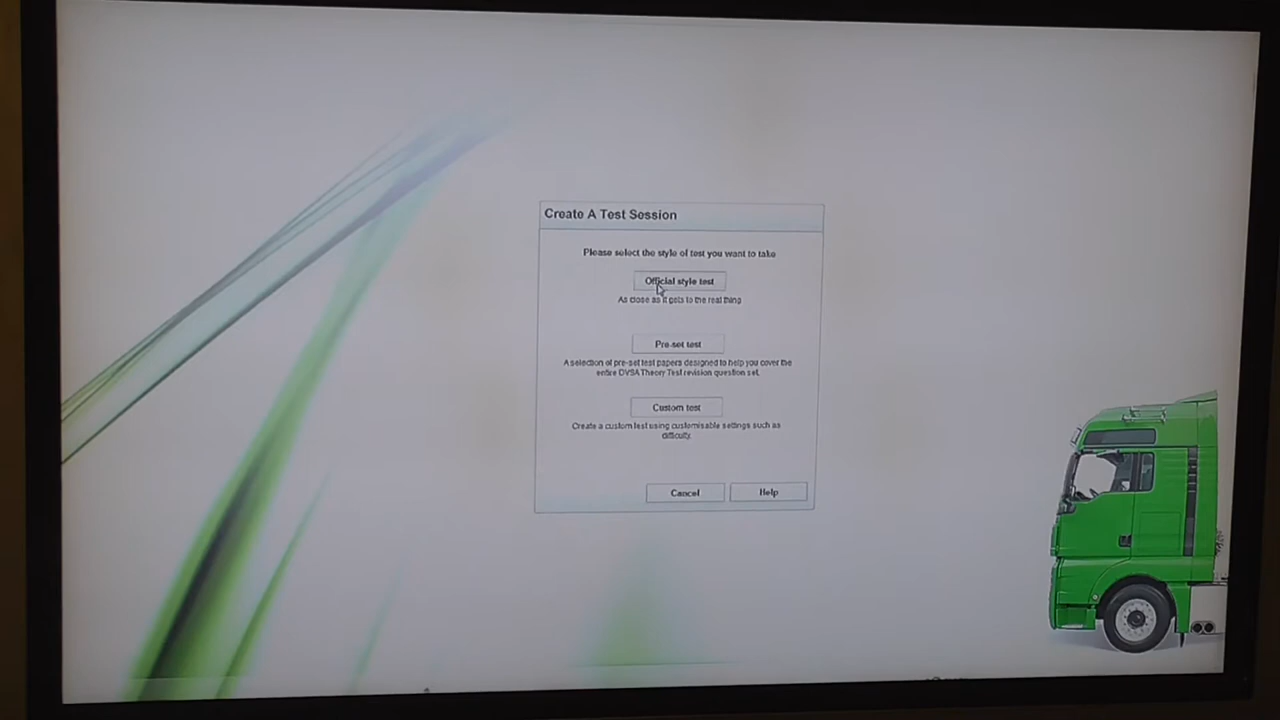 Create A Test Session
Please select the style of test you want to take
Official style test
As close as it gets to the real thing
Pre-set test
A selection of pre-set test papers designed to help you cover the
entire DVSA Theory Test revision question set.
Custom test
Create a custom test using customisable settings such as
difficulty.
Cancel
Help